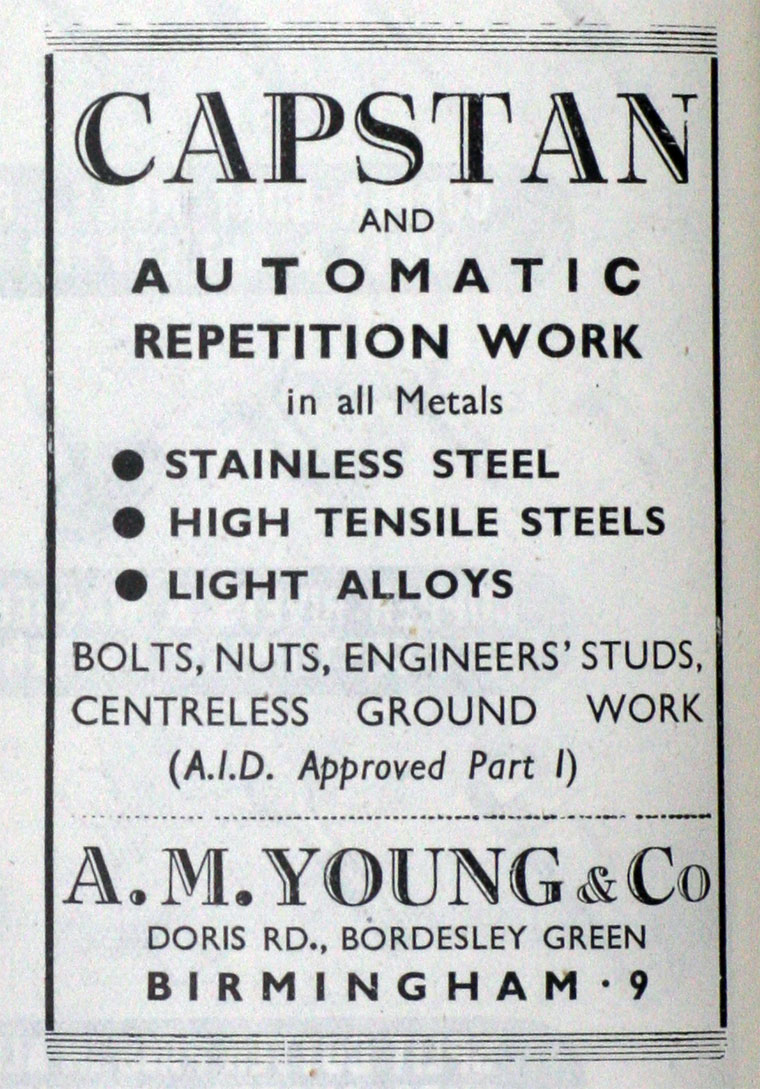 CAPSTAN
AND
AUTOMATIC
REPETITION WORK
in all Metals
● STAINLESS STEEL
● HIGH TENSILE STEELS
● LIGHT ALLOYS
BOLTS, NUTS, ENGINEERS' STUDS,
CENTRELESS GROUND WORK
(A.I.D. Approved Part I)
A. M. YOUNG & Co
DORIS RD., BORDESLEY GREEN
BIRMINGHAM · 9